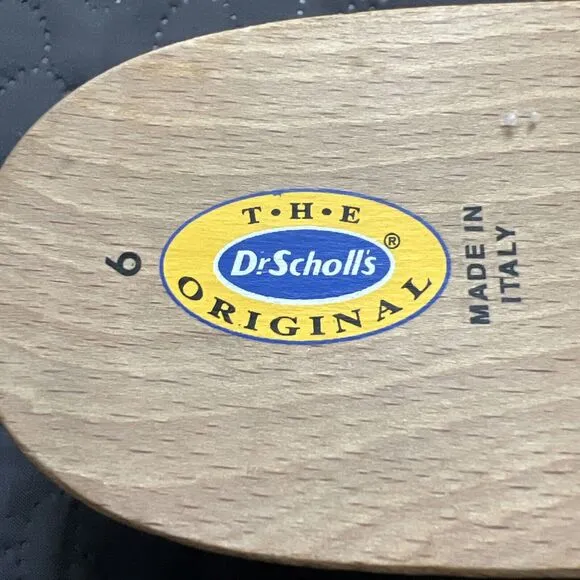 6
T•H•E
Dr.Scholl's®
ORIGINAL
MADE IN
ITALY